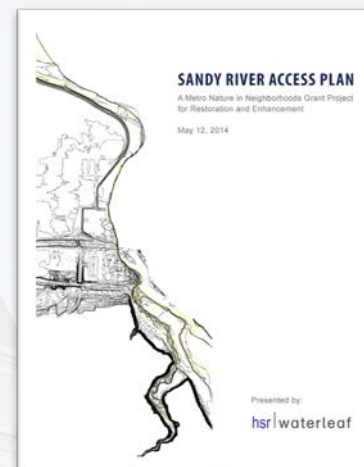 SANDY RIVER ACCESS PLAN
A Metro Nature in Neighborhoods Grant Project
for Restoration and Enhancement
May 12, 2014
Presented by:
hsr|waterleaf